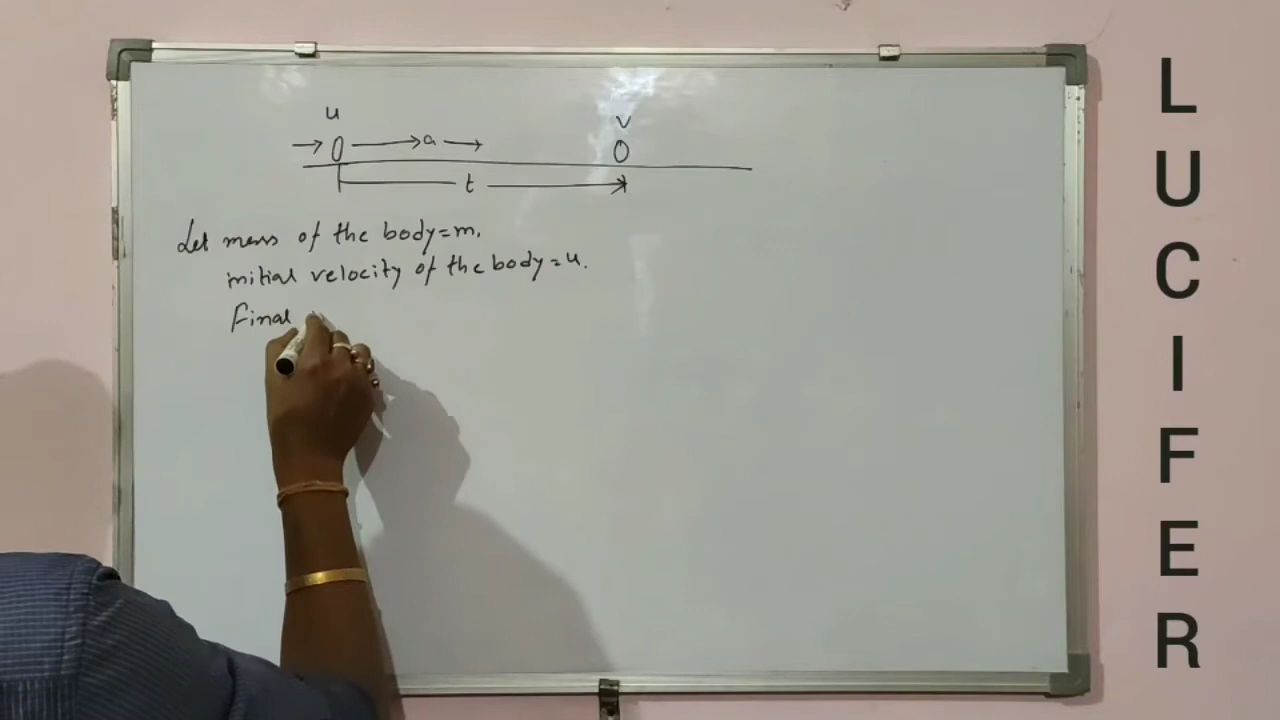 u
v
a
t
Let mass of the body=m.
initial velocity of the body=u.
Final
LUCIFER